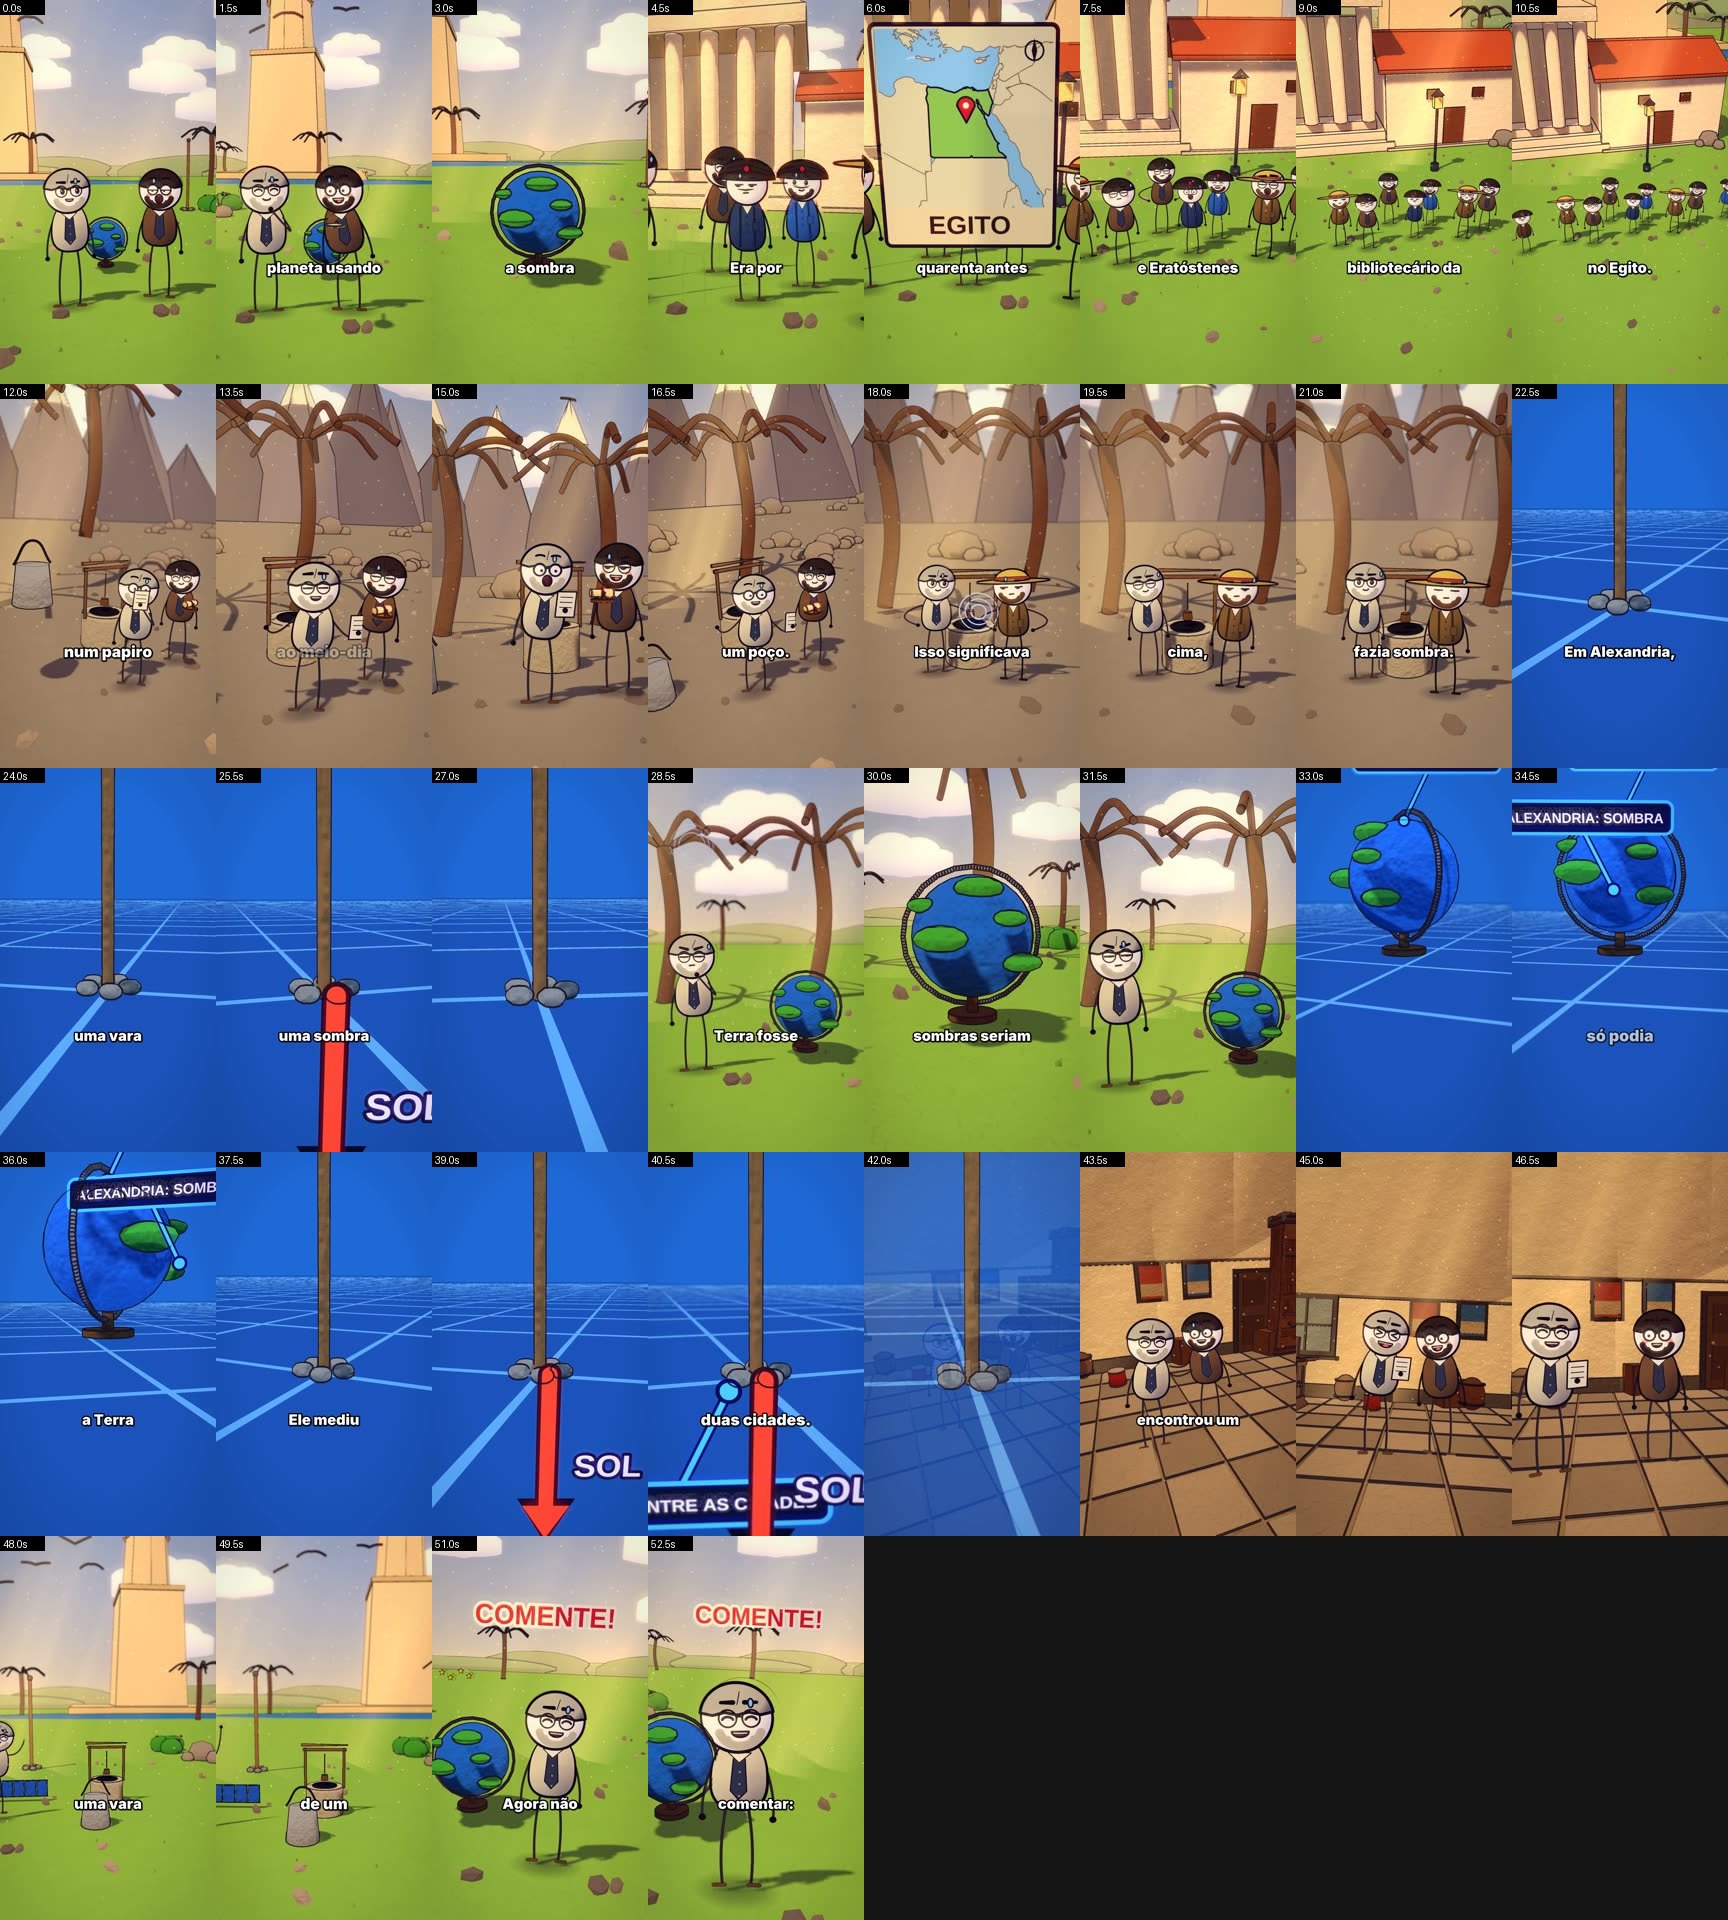 0.0s
1.5s
planeta usando
3.0s
a sombra
4.5s
Era por
6.0s
EGITO
quarenta antes
7.5s
e Eratóstenes
9.0s
bibliotecário da
10.5s
no Egito.
12.0s
num papiro
13.5s
ao meio-dia
15.0s
16.5s
um poço.
18.0s
Isso significava
19.5s
cima,
21.0s
fazia sombra.
22.5s
Em Alexandria,
24.0s
uma vara
25.5s
uma sombra
SOL
27.0s
28.5s
Terra fosse
30.0s
sombras seriam
31.5s
33.0s
34.5s
ALEXANDRIA: SOMBRA
só podia
36.0s
ALEXANDRIA: SOMB
a Terra
37.5s
Ele mediu
39.0s
SOL
40.5s
duas cidades.
NTRE AS C ADES
SOL
42.0s
43.5s
encontrou um
45.0s
46.5s
48.0s
uma vara
49.5s
de um
51.0s
COMENTE!
Agora não
52.5s
COMENTE!
comentar: